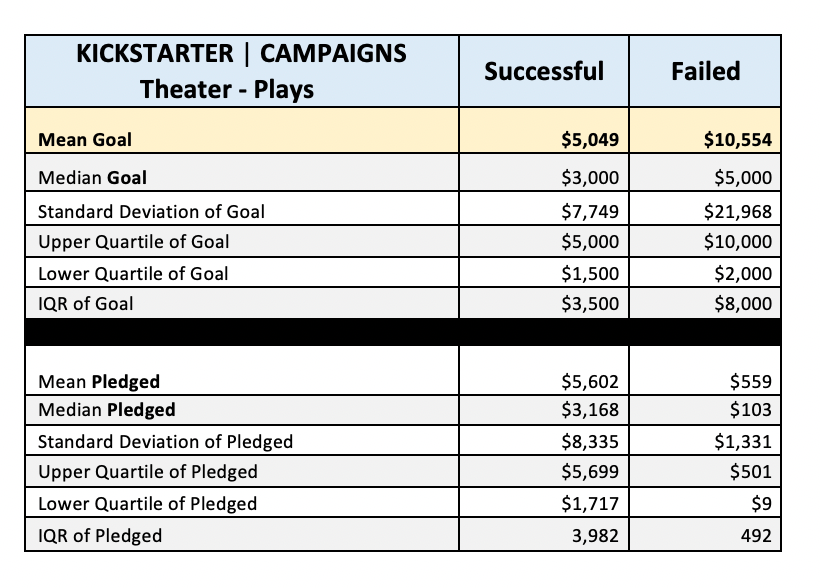 KICKSTARTER | CAMPAIGNS
Theater - Plays Successful Failed
Mean Goal $5,049 $10,554
Median Goal $3,000 $5,000
Standard Deviation of Goal $7,749 $21,968
Upper Quartile of Goal $5,000 $10,000
Lower Quartile of Goal $1,500 $2,000
IQR of Goal $3,500 $8,000
Mean Pledged $5,602 $559
Median Pledged $3,168 $103
Standard Deviation of Pledged $8,335 $1,331
Upper Quartile of Pledged $5,699 $501
Lower Quartile of Pledged $1,717 $9
IQR of Pledged 3,982 492